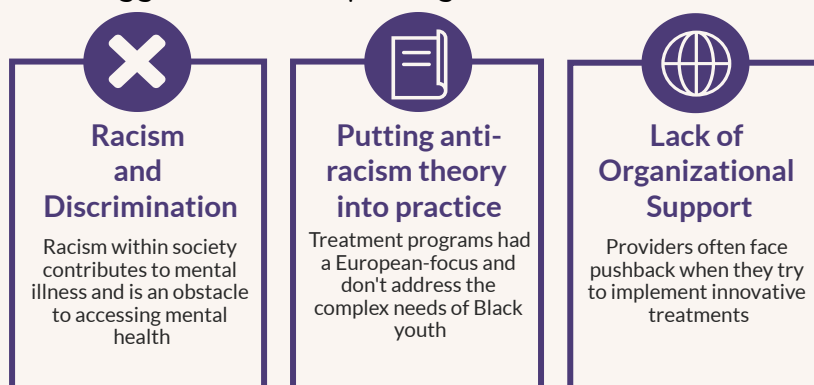 Racism
and
Discrimination
Racism within society
contributes to mental
illness and is an obstacle
to accessing mental
health
Putting anti-
racism theory
into practice
Treatment programs had
a European-focus and
don't address the
complex needs of Black
youth
Lack of
Organizational
Support
Providers often face
pushback when they try
to implement innovative
treatments